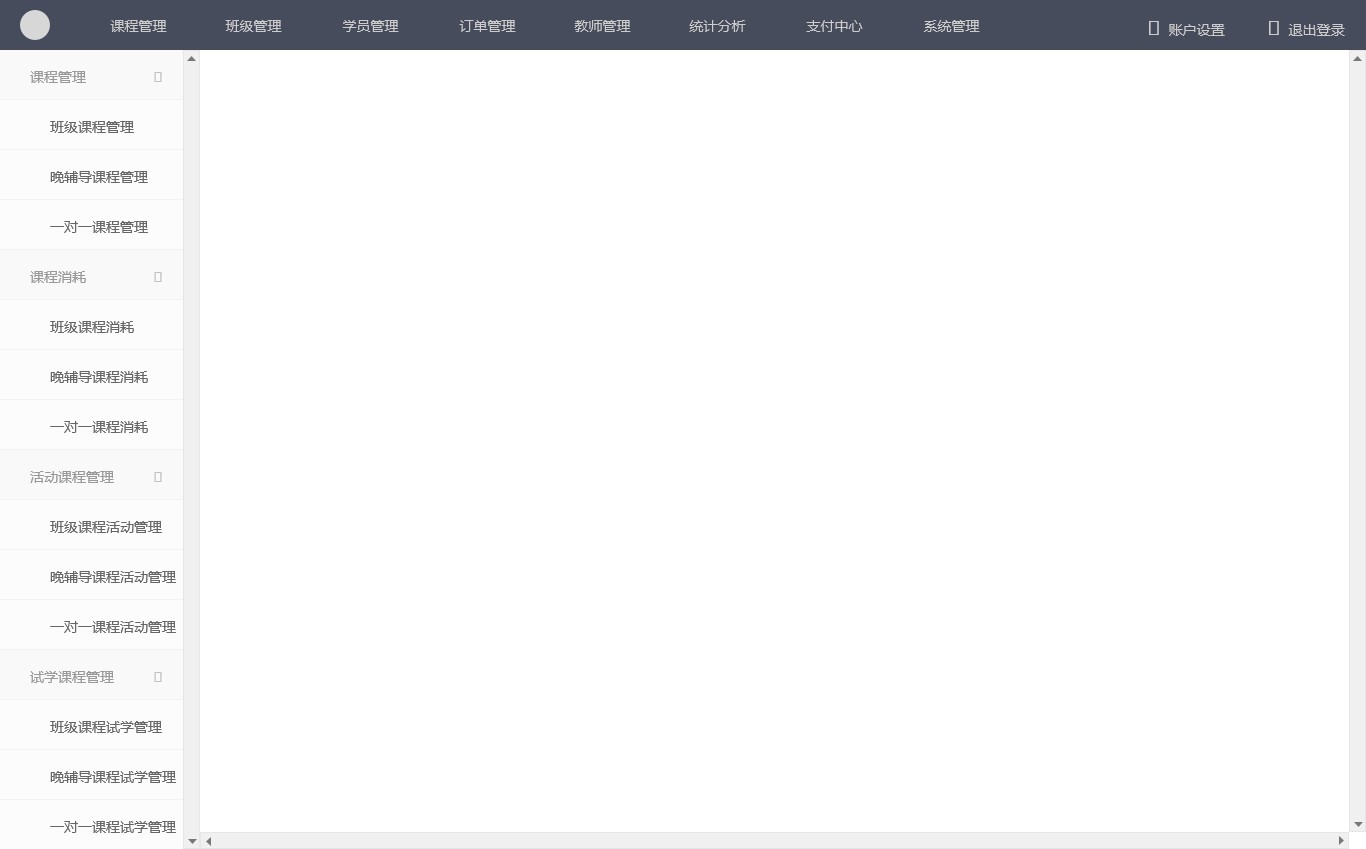 课程管理 班级管理 学员管理 订单管理 教师管理 统计分析 支付中心 系统管理 账户设置 退出登录
课程管理
班级课程管理
晚辅导课程管理
一对一课程管理
课程消耗
班级课程消耗
晚辅导课程消耗
一对一课程消耗
活动课程管理
班级课程活动管理
晚辅导课程活动管理
一对一课程活动管理
试学课程管理
班级课程试学管理
晚辅导课程试学管理
一对一课程试学管理